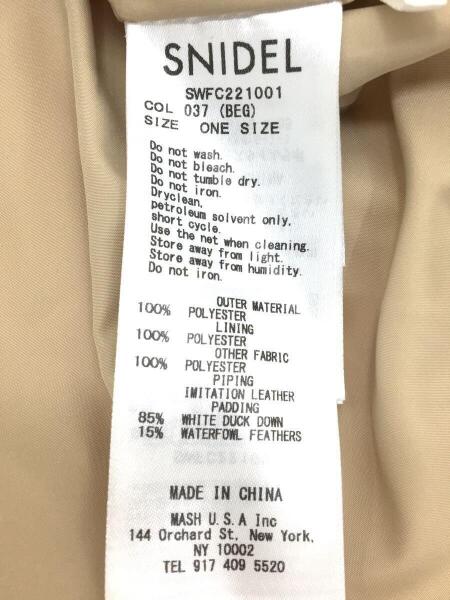 SNIDEL
SWFC221001
COL 037 (BEG)
SIZE ONE SIZE
Do not wash.
Do not bleach.
Do not tumble dry.
Do not iron.
Dryclean,
petroleum solvent only,
short cycle.
Use the net when cleaning.
Store away from light.
Store away from humidity.
Do not iron.
OUTER MATERIAL
100% POLYESTER
LINING
100% POLYESTER
OTHER FABRIC
100% POLYESTER
PIPING
IMITATION LEATHER
PADDING
85% WHITE DUCK DOWN
15% WATERFOWL FEATHERS
MADE IN CHINA
MASH U.S.A Inc
144 Orchard St, New York,
NY 10002
TEL 917 409 5520